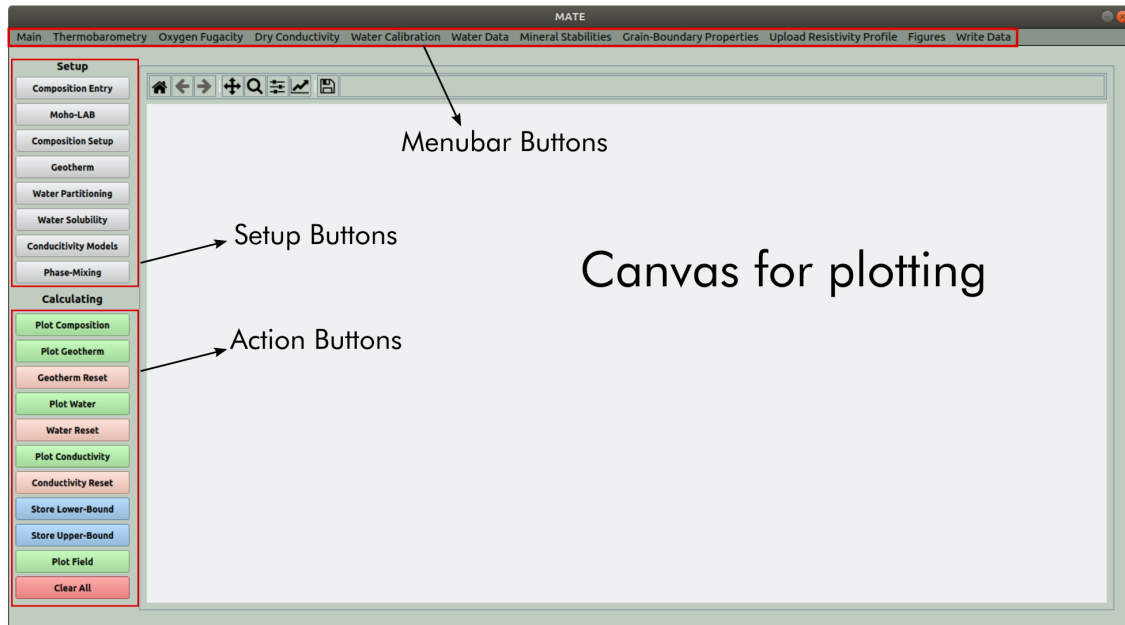 MATE
Main Thermobarometry Oxygen Fugacity Dry Conductivity Water Calibration Water Data Mineral Stabilities Grain-Boundary Properties Upload Resistivity Profile Figures Write Data
Setup
Composition Entry
Moho-LAB
Composition Setup
Geotherm
Water Partitioning
Water Solubility
Conducitivity Models
Phase-Mixing
Calculating
Plot Composition
Plot Geotherm
Geotherm Reset
Plot Water
Water Reset
Plot Conductivity
Conductivity Reset
Store Lower-Bound
Store Upper-Bound
Plot Field
Clear All
Menubar Buttons
Setup Buttons
Canvas for plotting
Action Buttons